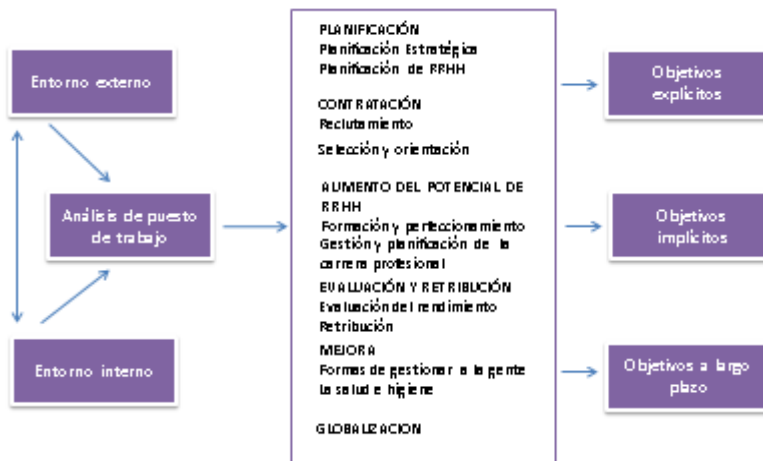 Entorno externo
Análisis de puesto
de trabajo
Entorno interno
PLANIFICACIÓN
Planificación Estratégica
Planificación de RRHH
CONTRATACIÓN
Reclutamiento
Selección y orientación
AUMENTO DEL POTENCIAL DE
RRHH
Formación y perfeccionamiento
Gestión y planificación de la
carrera profesional
EVALUACIÓN Y RETRIBUCIÓN
Evaluación del rendimiento
Retribución
MEJORA
Formas de gestionar a la gente
La salud e higiene
GLOBALIZACION
Objetivos
explícitos
Objetivos
implícitos
Objetivos a largo
plazo